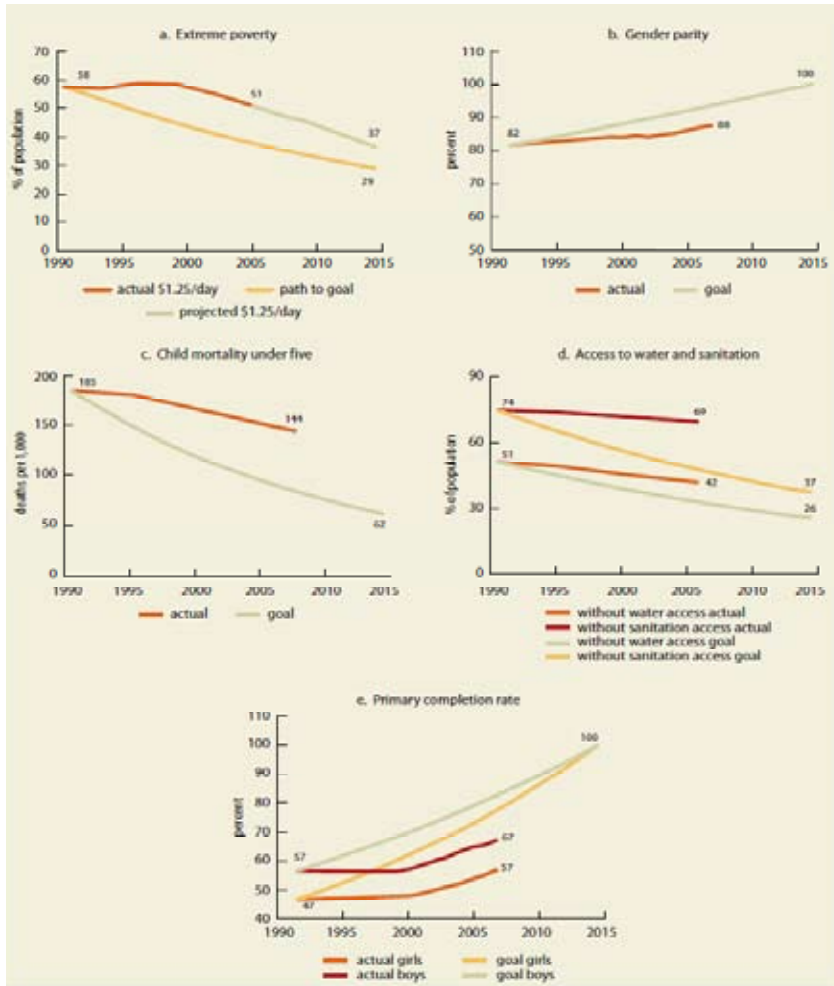 a. Extreme poverty
70
60
50
40
30
20
10
0
% of population
58
51
37
29
1990 1995 2000 2005 2010 2015
actual $1.25/day path to goal
projected $1.25/day
b. Gender parity
110
100
90
80
70
60
50
percent
82
88
100
1990 1995 2000 2005 2010 2015
actual goal
c. Child mortality under five
200
150
100
50
0
deaths per 1,000
185
144
62
1990 1995 2000 2005 2010 2015
actual goal
d. Access to water and sanitation
90
60
30
0
% of population
74
69
51
42
37
26
1990 1995 2000 2005 2010 2015
without water access actual
without sanitation access actual
without water access goal
without sanitation access goal
e. Primary completion rate
110
100
90
80
70
60
50
40
percent
100
57
67
57
47
1990 1995 2000 2005 2010 2015
actual girls goal girls
actual boys goal boys